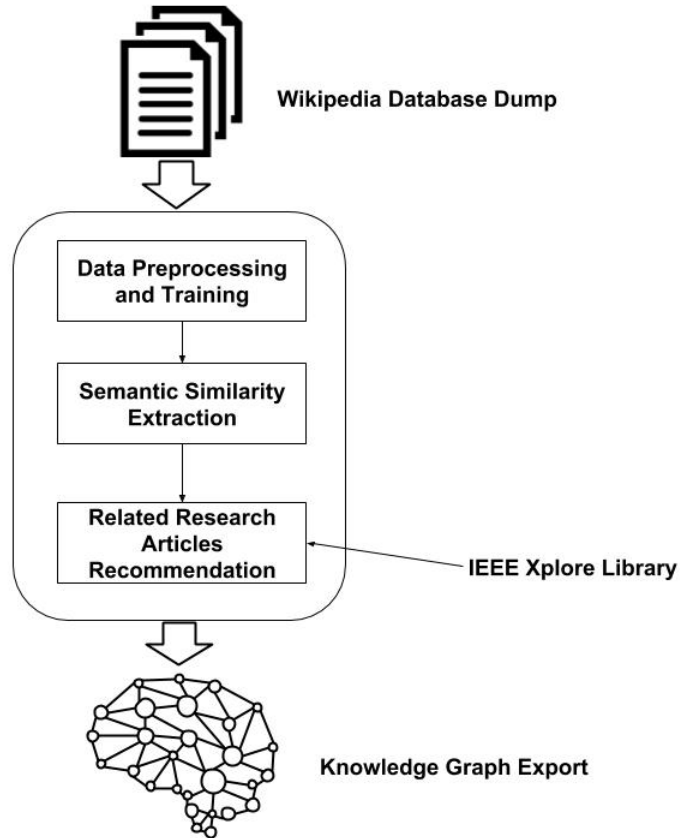 Wikipedia Database Dump
Data Preprocessing
and Training
Semantic Similarity
Extraction
Related Research
Articles
Recommendation
IEEE Xplore Library
Knowledge Graph Export